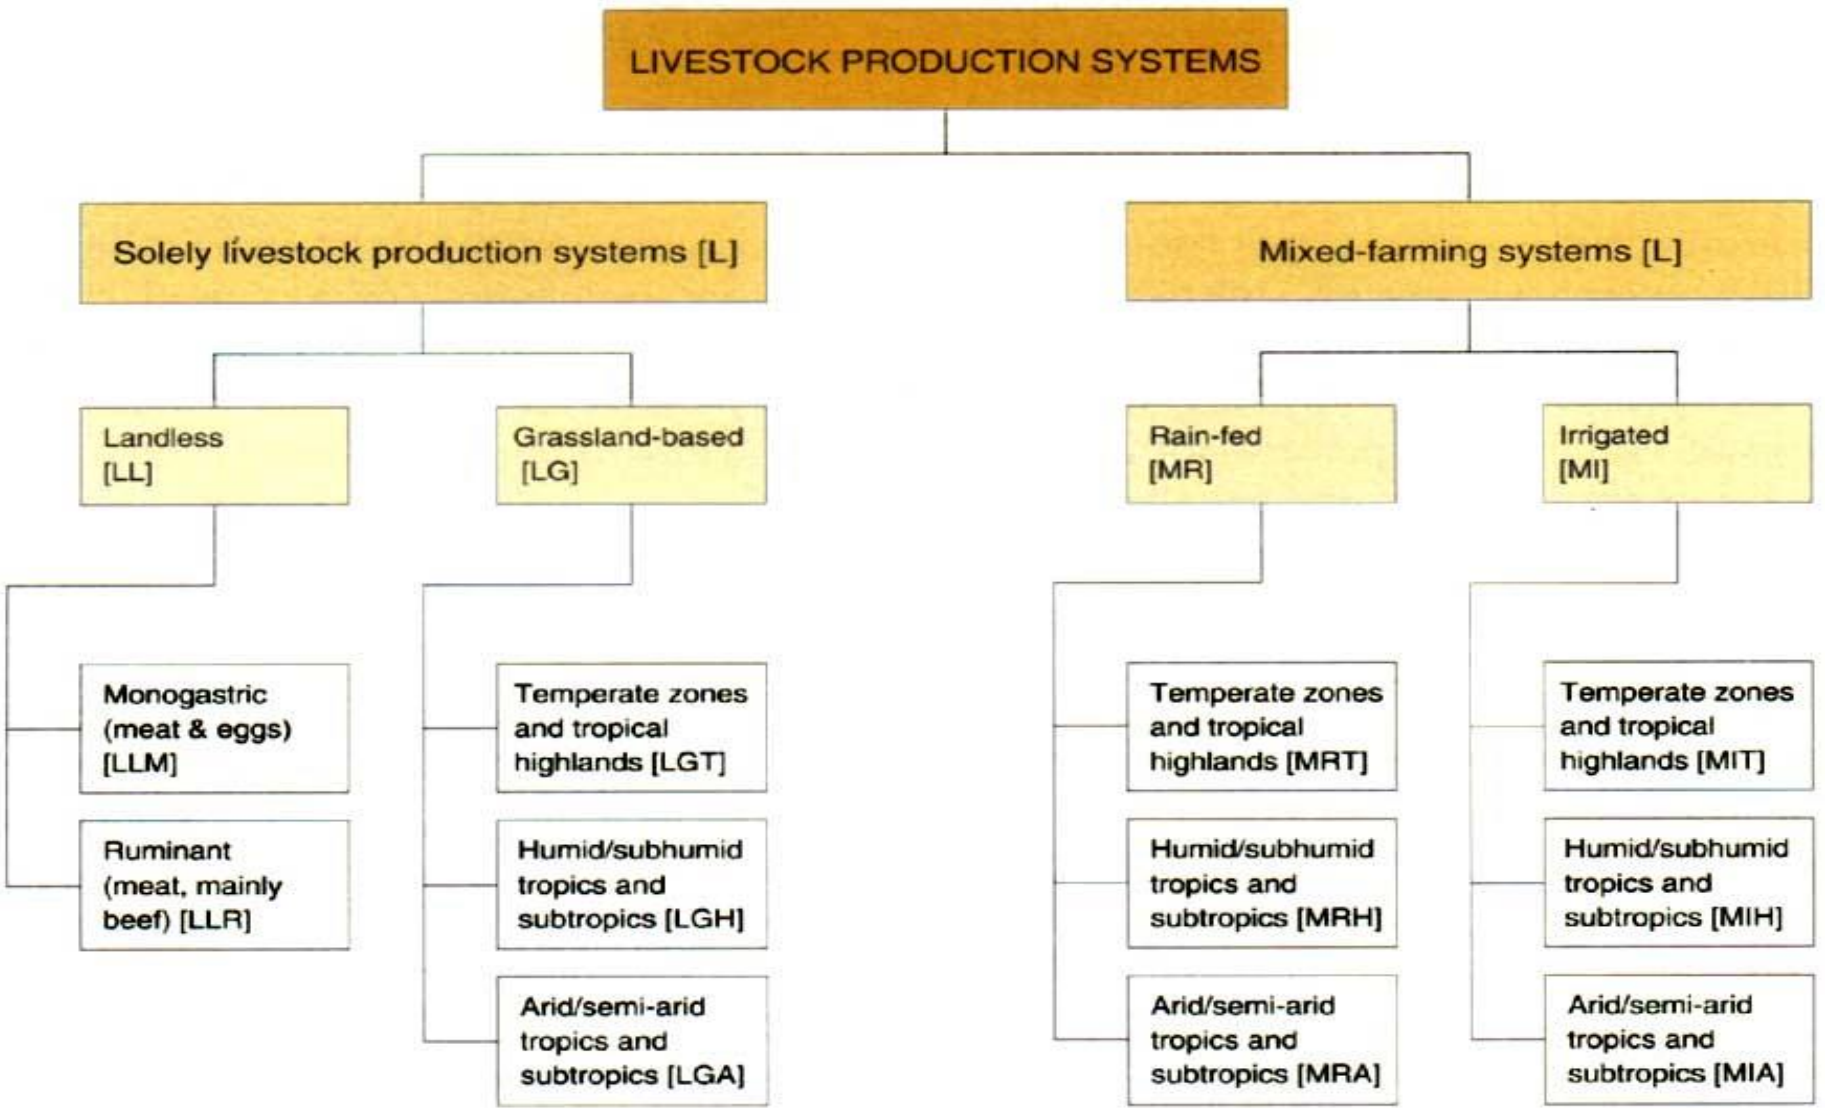 LIVESTOCK PRODUCTION SYSTEMS
Solely livestock production systems [L]
Mixed-farming systems [L]
Landless
[LL]
Grassland-based
[LG]
Rain-fed
[MR]
Irrigated
[MI]
Monogastric
(meat & eggs)
[LLM]
Ruminant
(meat, mainly
beef) [LLR]
Temperate zones
and tropical
highlands [LGT]
Humid/subhumid
tropics and
subtropics [LGH]
Arid/semi-arid
tropics and
subtropics [LGA]
Temperate zones
and tropical
highlands [MRT]
Humid/subhumid
tropics and
subtropics [MRH]
Arid/semi-arid
tropics and
subtropics [MRA]
Temperate zones
and tropical
highlands [MIT]
Humid/subhumid
tropics and
subtropics [MIH]
Arid/semi-arid
tropics and
subtropics [MIA]